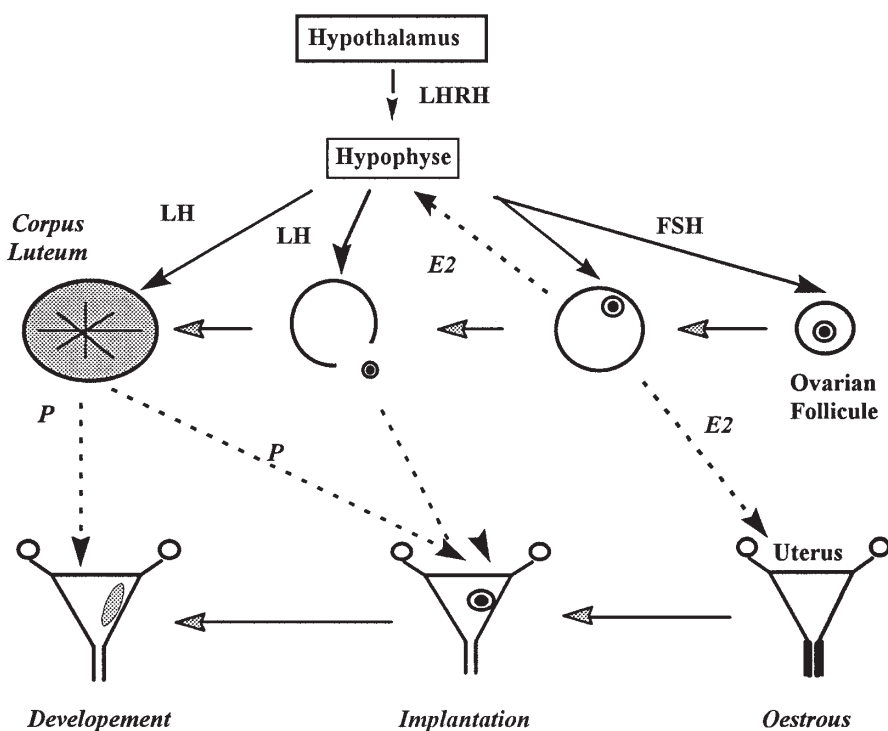 Hypothalamus
LHRH
Hypophyse
LH
LH
FSH
Corpus
Luteum
E2
Ovarian
Follicule
P
P
E2
Uterus
Developement
Implantation
Oestrous